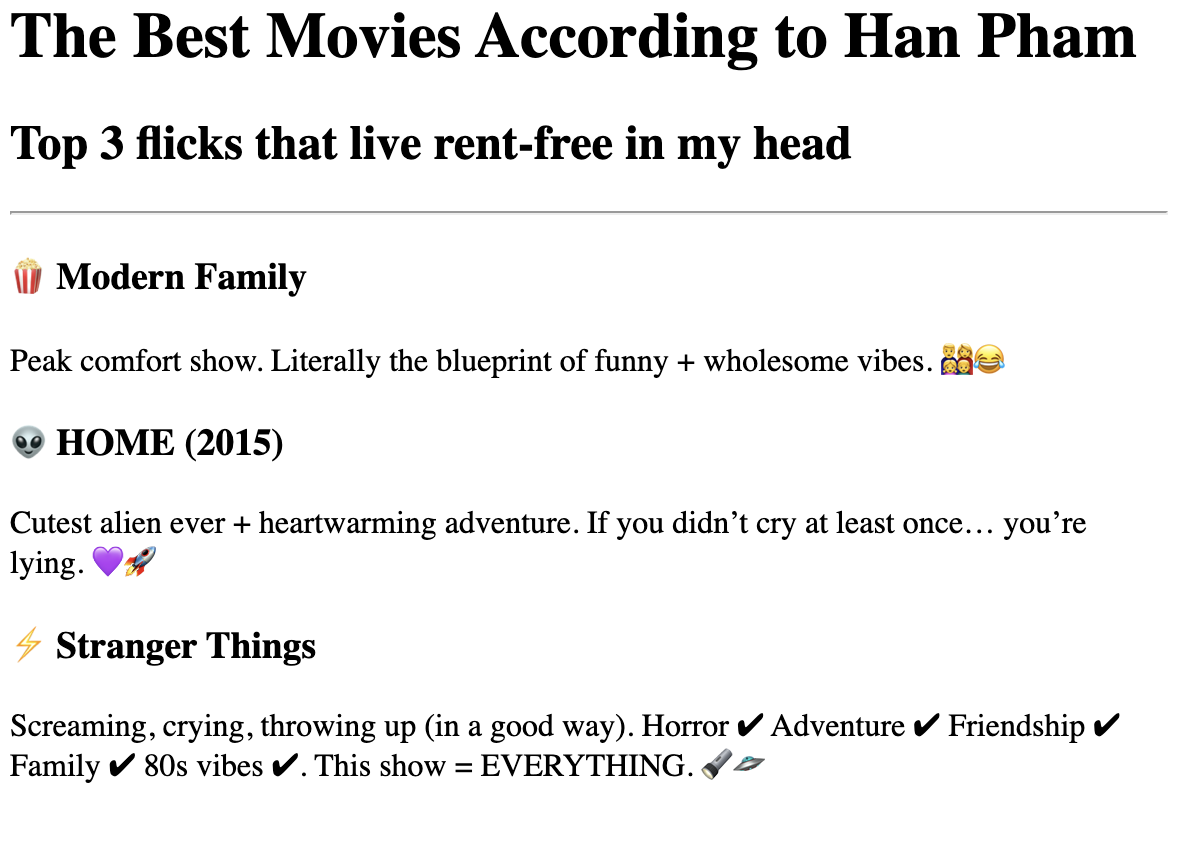 The Best Movies According to Han Pham
Top 3 flicks that live rent-free in my head
🍿 Modern Family
Peak comfort show. Literally the blueprint of funny + wholesome vibes. 👨‍👩‍👧‍👦😂
👽 HOME (2015)
Cutest alien ever + heartwarming adventure. If you didn’t cry at least once… you’re
lying. 💜🚀
⚡ Stranger Things
Screaming, crying, throwing up (in a good way). Horror ✔ Adventure ✔ Friendship ✔
Family ✔ 80s vibes ✔. This show = EVERYTHING. 🔦🛸